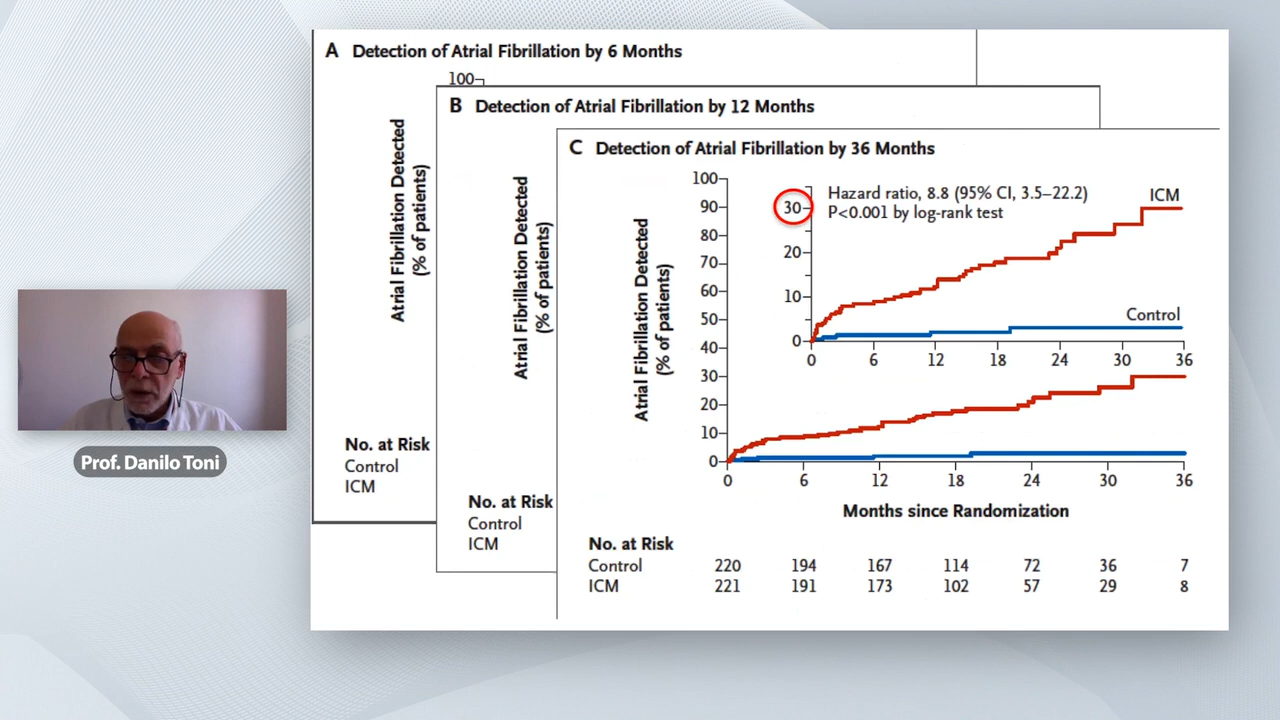 A Detection of Atrial Fibrillation by 6 Months
100
Atrial Fibrillation Detected
(% of patients)
No. at Risk
Control
ICM
B Detection of Atrial Fibrillation by 12 Months
Atrial Fibrillation Detected
(% of patients)
No. at Risk
Control
ICM
C Detection of Atrial Fibrillation by 36 Months
Atrial Fibrillation Detected
(% of patients)
100
90
80
70
60
50
40
30
20
10
0
0 6 12 18 24 30 36
Months since Randomization
30
20
10
0
0 6 12 18 24 30 36
Hazard ratio, 8.8 (95% CI, 3.5–22.2)
P<0.001 by log-rank test
ICM
Control
No. at Risk
Control 220 194 167 114 72 36 7
ICM 221 191 173 102 57 29 8
Prof. Danilo Toni